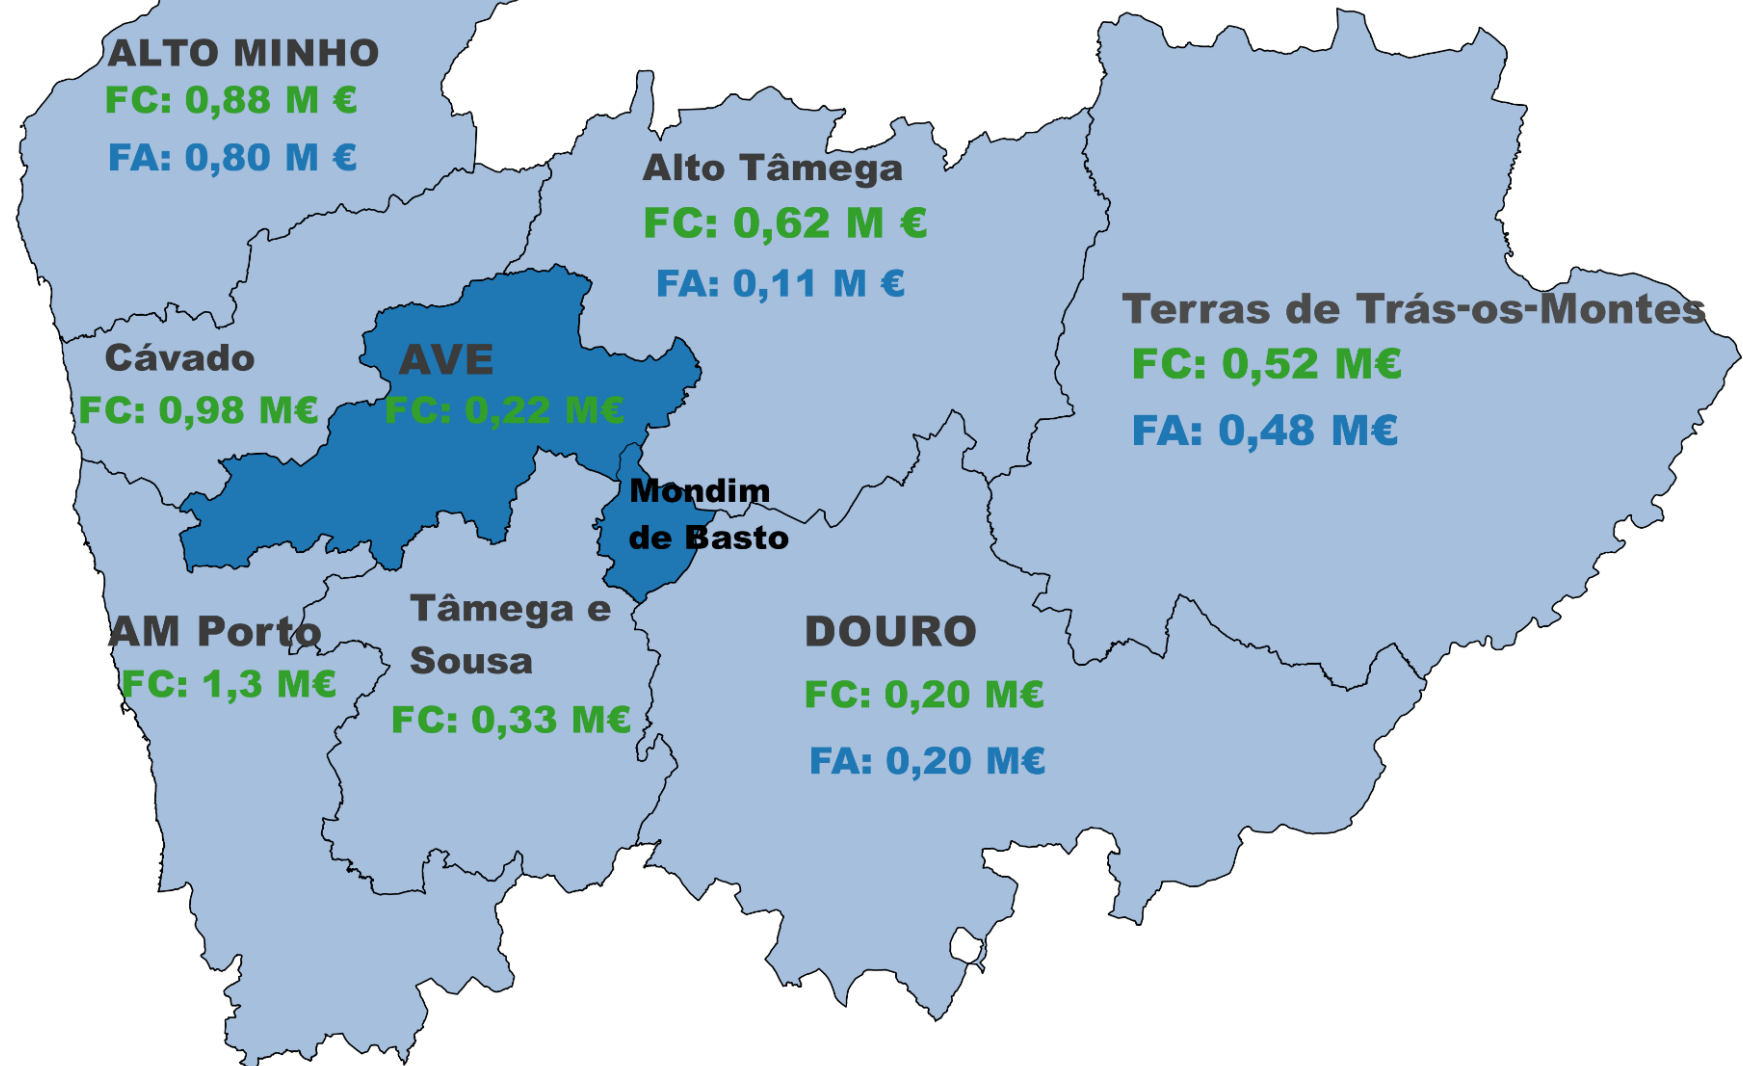 ALTO MINHO
FC: 0,88 M €
FA: 0,80 M €
Alto Tâmega
FC: 0,62 M €
FA: 0,11 M €
Terras de Trás-os-Montes
FC: 0,52 M€
FA: 0,48 M€
Cávado
FC: 0,98 M€
AVE
FC: 0,22 M€
Mondim
de Basto
AM Porto
FC: 1,3 M€
Tâmega e
Sousa
FC: 0,33 M€
DOURO
FC: 0,20 M€
FA: 0,20 M€